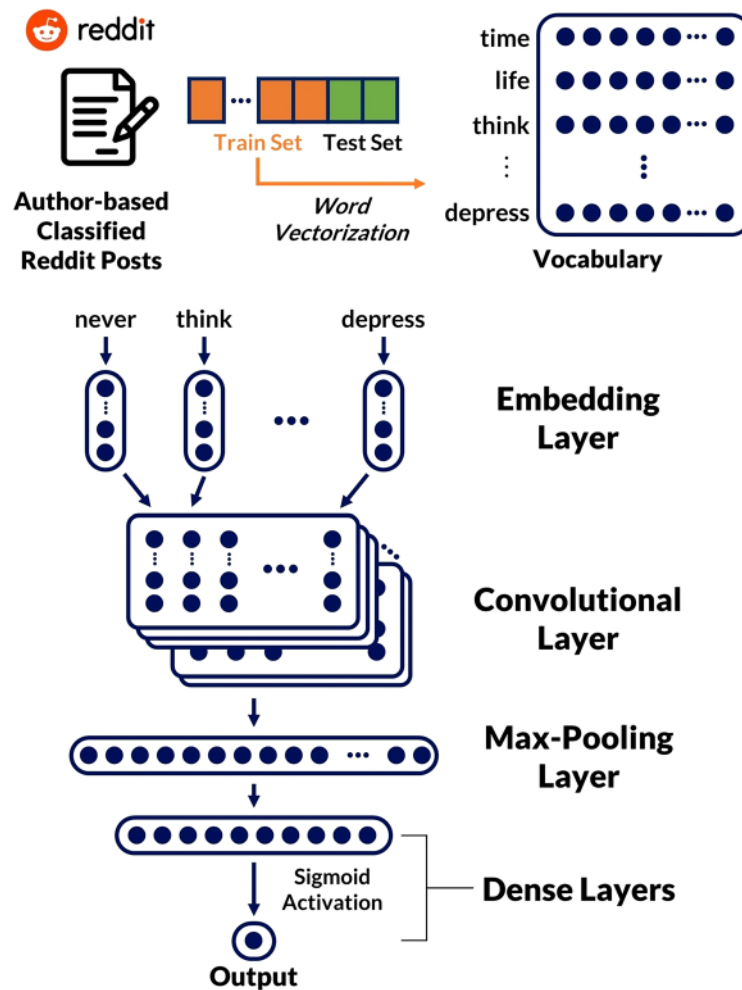 reddit
Train Set
Test Set
Author-based
Classified
Reddit Posts
Word
Vectorization
time
life
think
depress
Vocabulary
never think depress
Embedding
Layer
Convolutional
Layer
Max-Pooling
Layer
Sigmoid
Activation
Dense Layers
Output